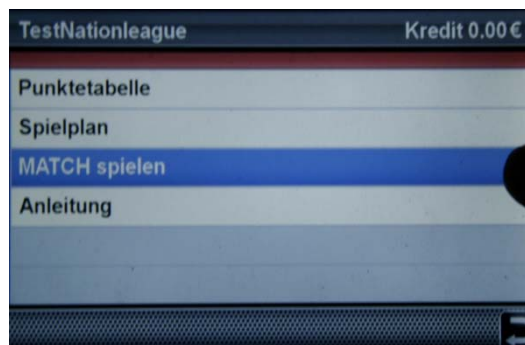 TestNationleague Kredit 0.00€
Punktetabelle
Spielplan
MATCH spielen
Anleitung